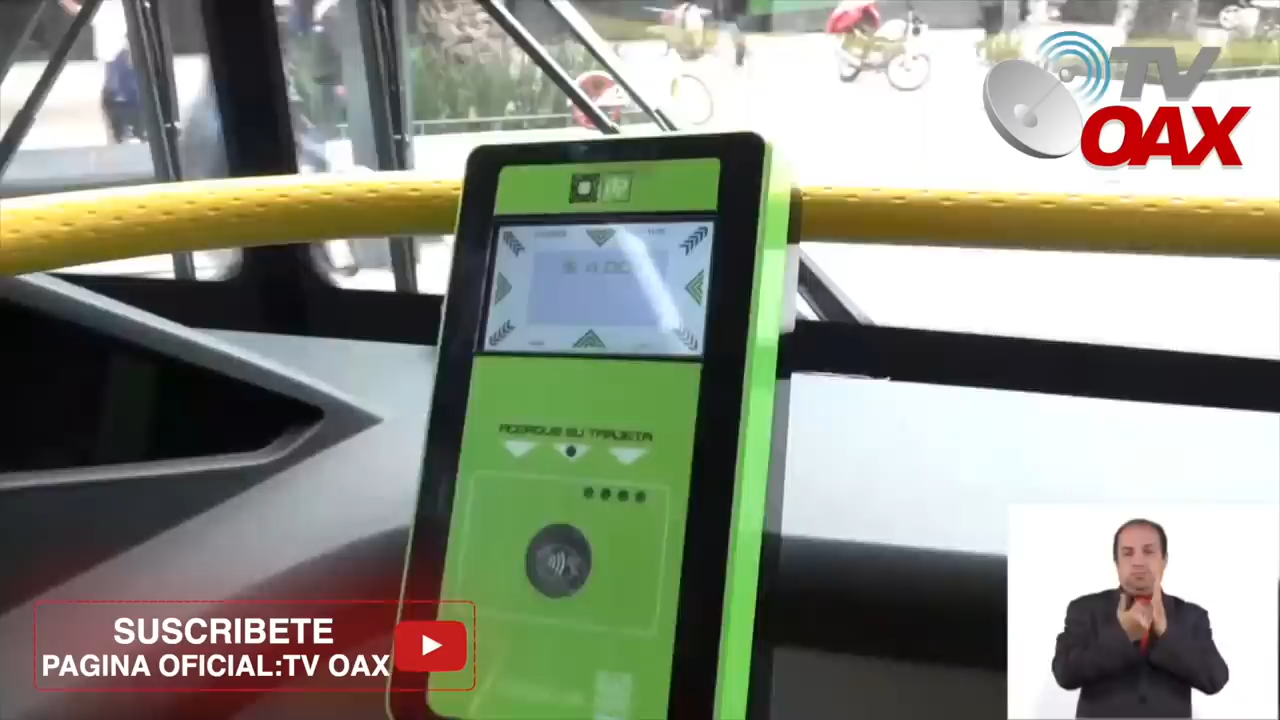 TV
OAX
ACERQUE SU TARJETA
SUSCRIBETE
PAGINA OFICIAL:TV OAX